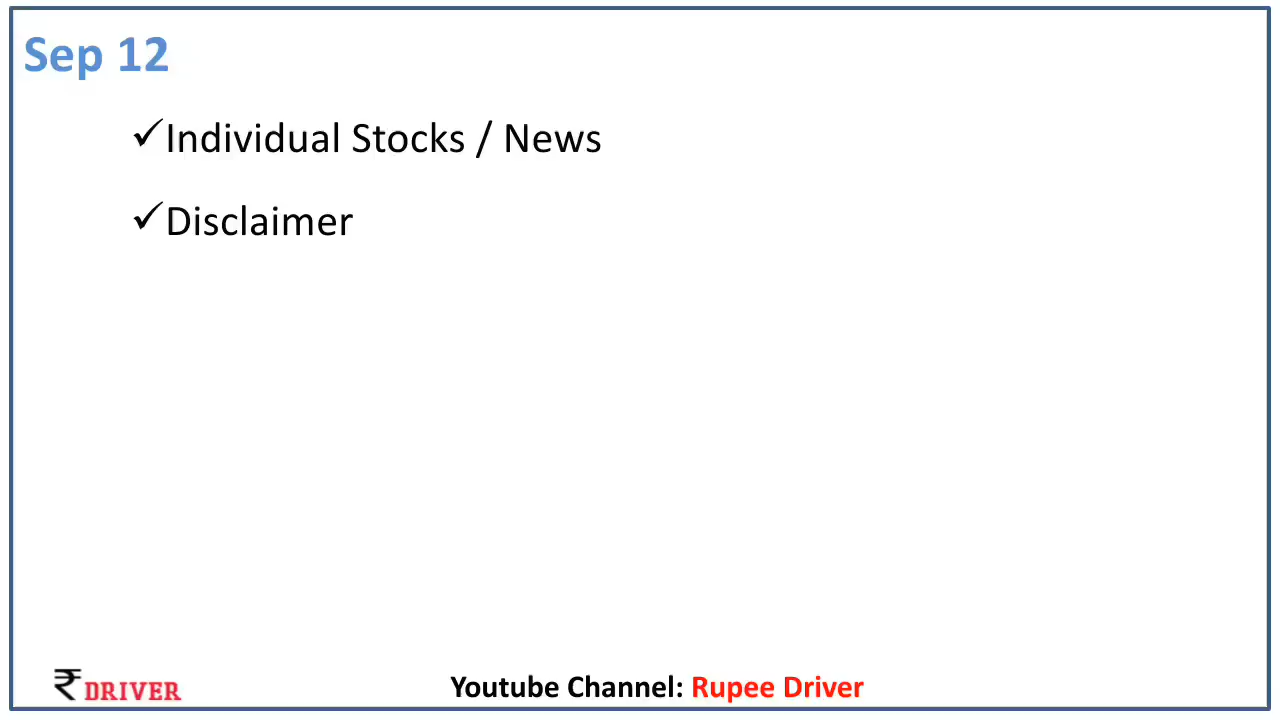 Sep 12
✓Individual Stocks / News
✓Disclaimer
₹ DRIVER
Youtube Channel: Rupee Driver